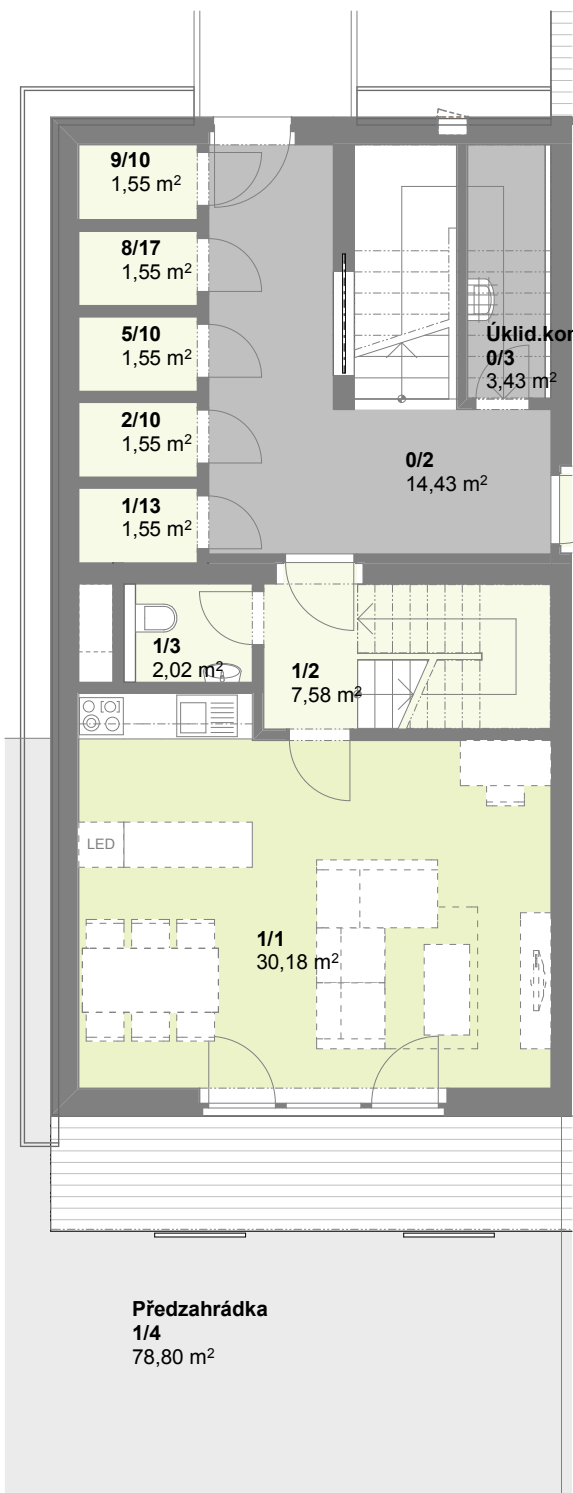 9/10
1,55 m²
8/17
1,55 m²
5/10
1,55 m²
2/10
1,55 m²
1/13
1,55 m²
Úklid.kor
0/3
3,43 m²
0/2
14,43 m²
1/3
2,02 m²
1/2
7,58 m²
LED
1/1
30,18 m²
Předzahrádka
1/4
78,80 m²